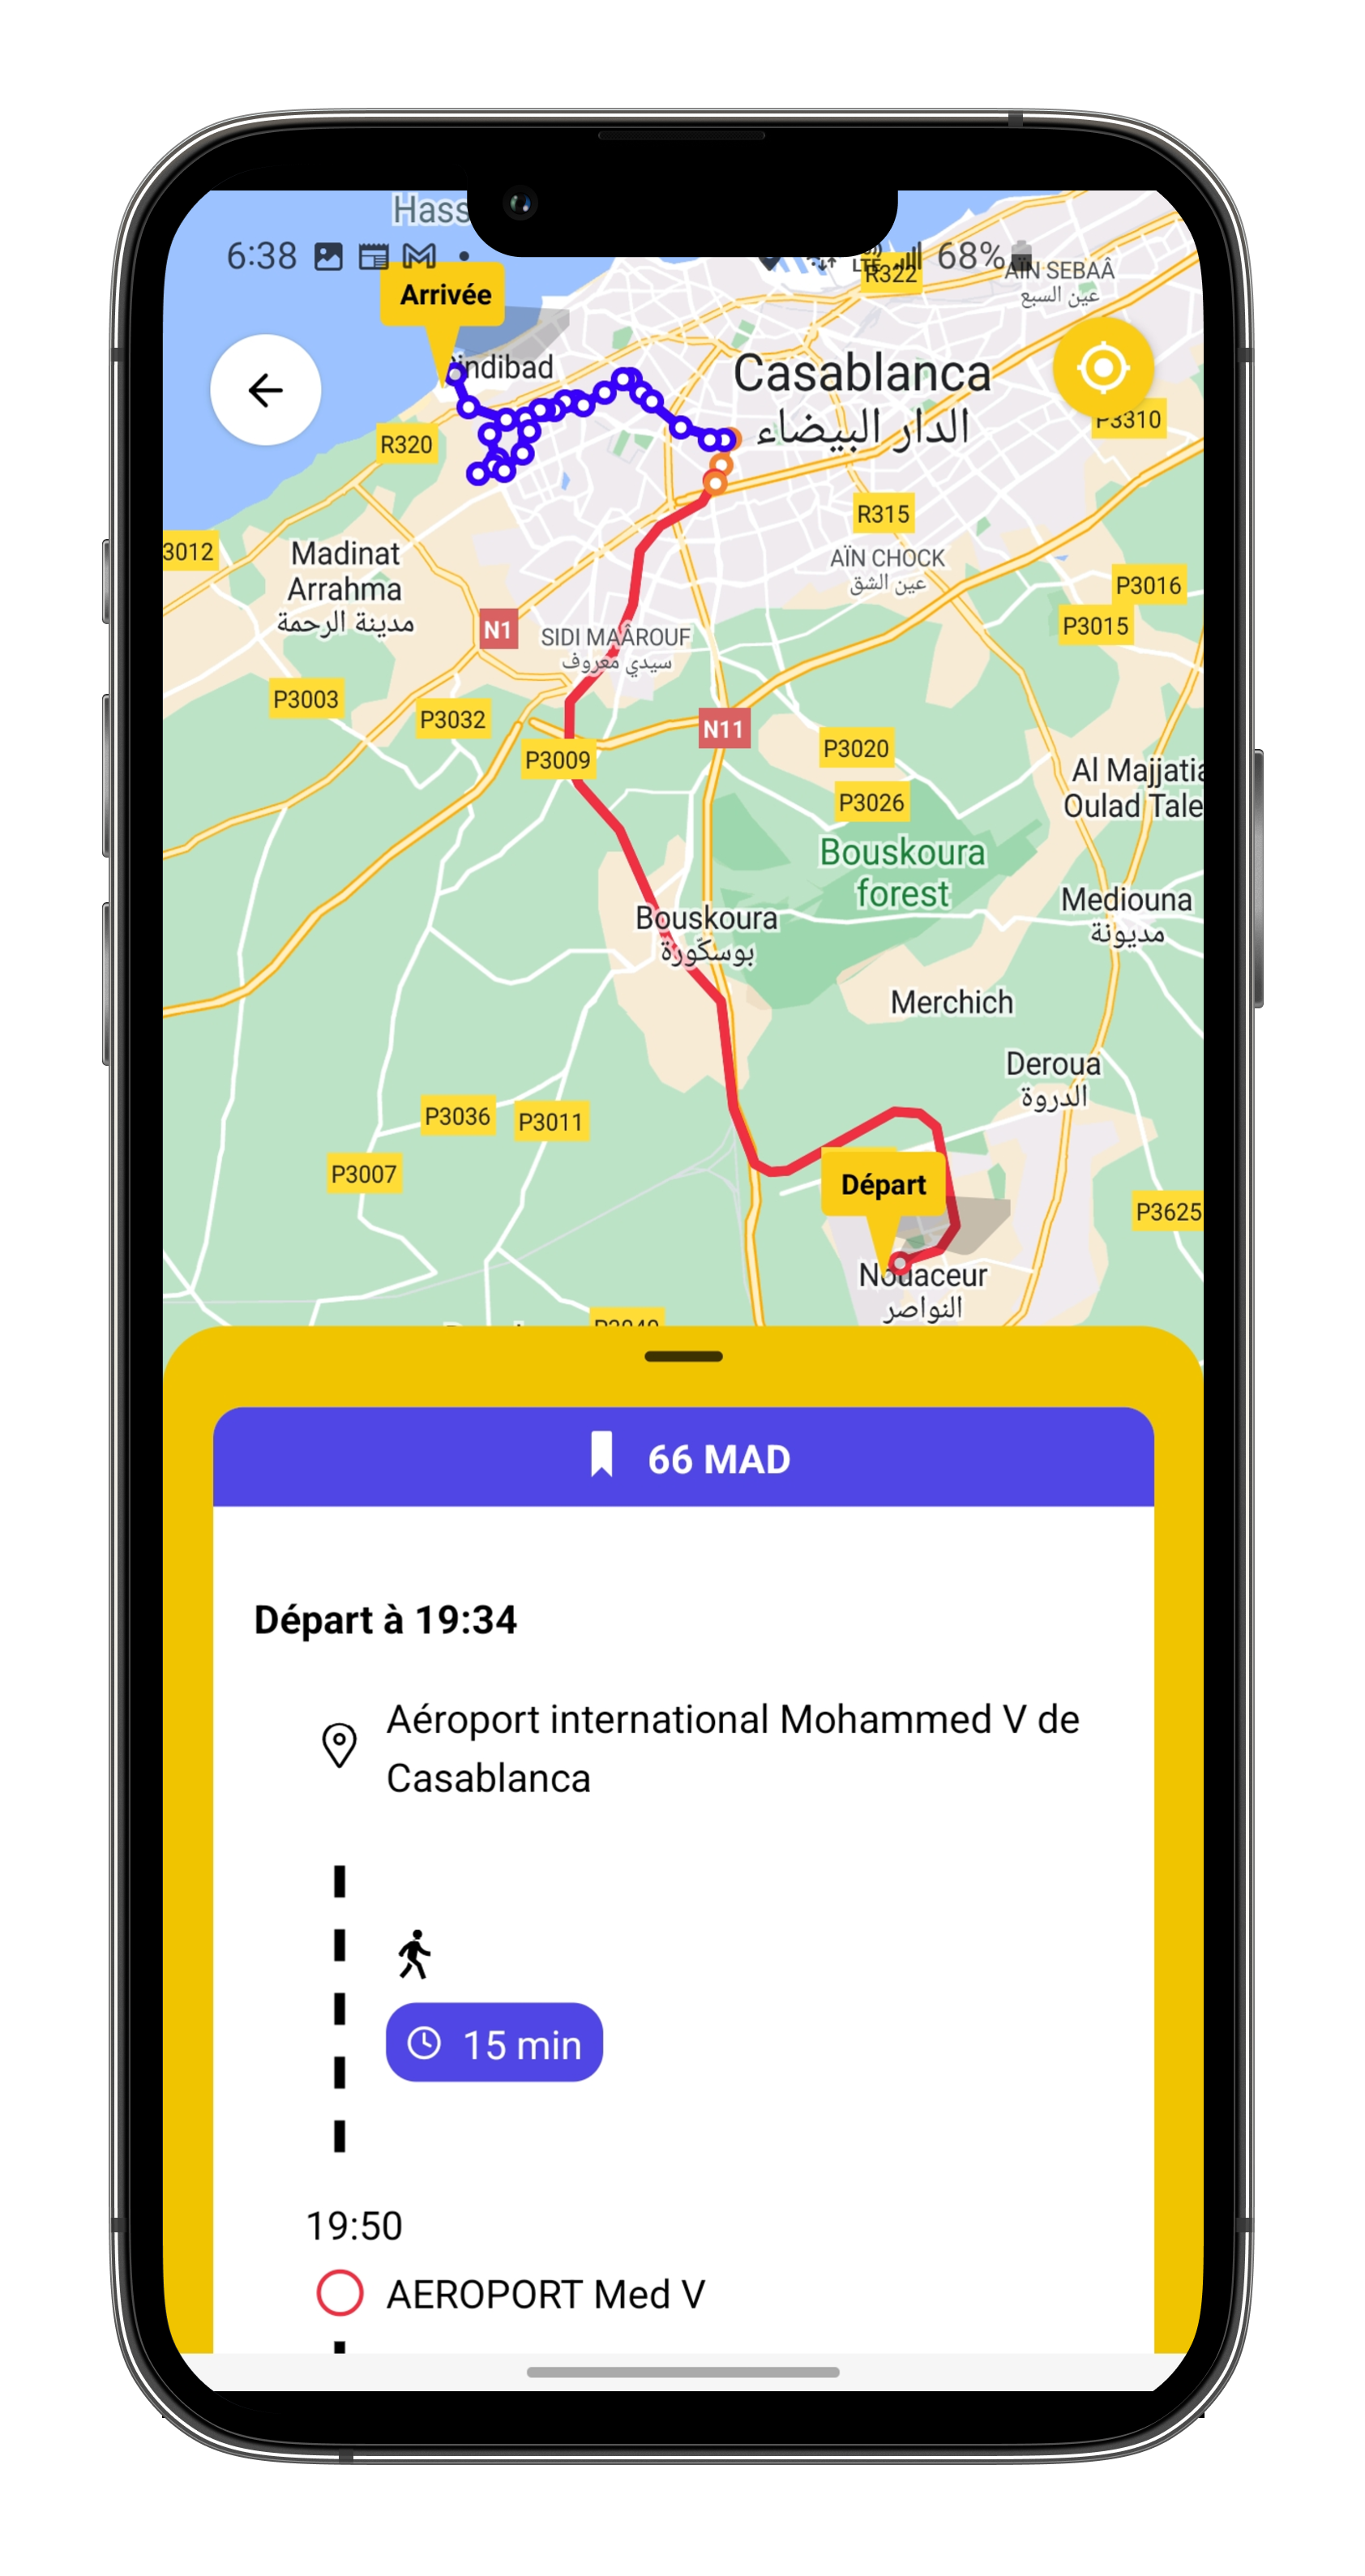 Hass
6:38
68%
R322
AÏN SEBAÂ
عين السبع
Arrivée
Sindibad
Casablanca
الدار البيضاء
P3310
R320
R315
3012
Madinat
Arrahma
مدينة الرحمة
AÏN CHOCK
عين الشق
P3016
P3015
N1
SIDI MAÂROUF
سيدي معروف
P3003
P3032
N11
P3009
P3020
P3026
Al Majjatia
Oulad Tale
Bouskoura
forest
Mediouna
مديونة
Bouskoura
بوسكورة
Merchich
Deroua
الدروة
P3036
P3011
P3007
Départ
P3625
Nouaceur
النواصر
66 MAD
Départ à 19:34
Aéroport international Mohammed V de
Casablanca
15 min
19:50
AEROPORT Med V